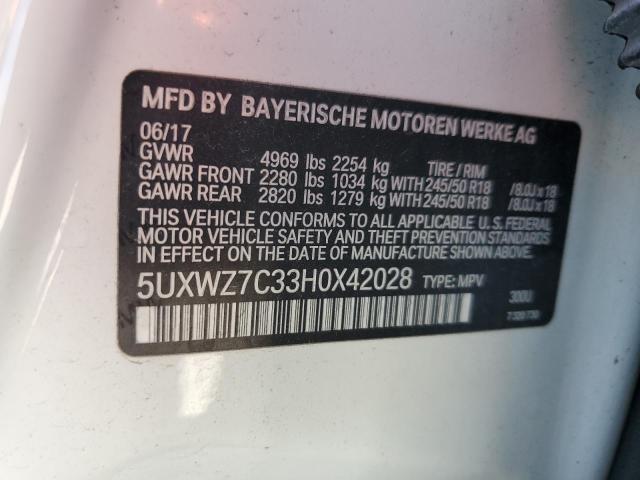 MFD BY BAYERISCHE MOTOREN WERKE AG
06/17
GVWR 4969 lbs 2254 kg TIRE / RIM
GAWR FRONT 2280 lbs 1034 kg WITH 245/50 R18 /8.0J x 18
GAWR REAR 2820 lbs 1279 kg WITH 245/50 R18 /8.0J x 18
THIS VEHICLE CONFORMS TO ALL APPLICABLE U. S. FEDERAL
MOTOR VEHICLE SAFETY AND THEFT PREVENTION STANDARDS
IN EFFECT ON THE DATE OF MANUFACTURE SHOWN ABOVE.
5UXWZ7C33H0X42028 TYPE: MPV 300U